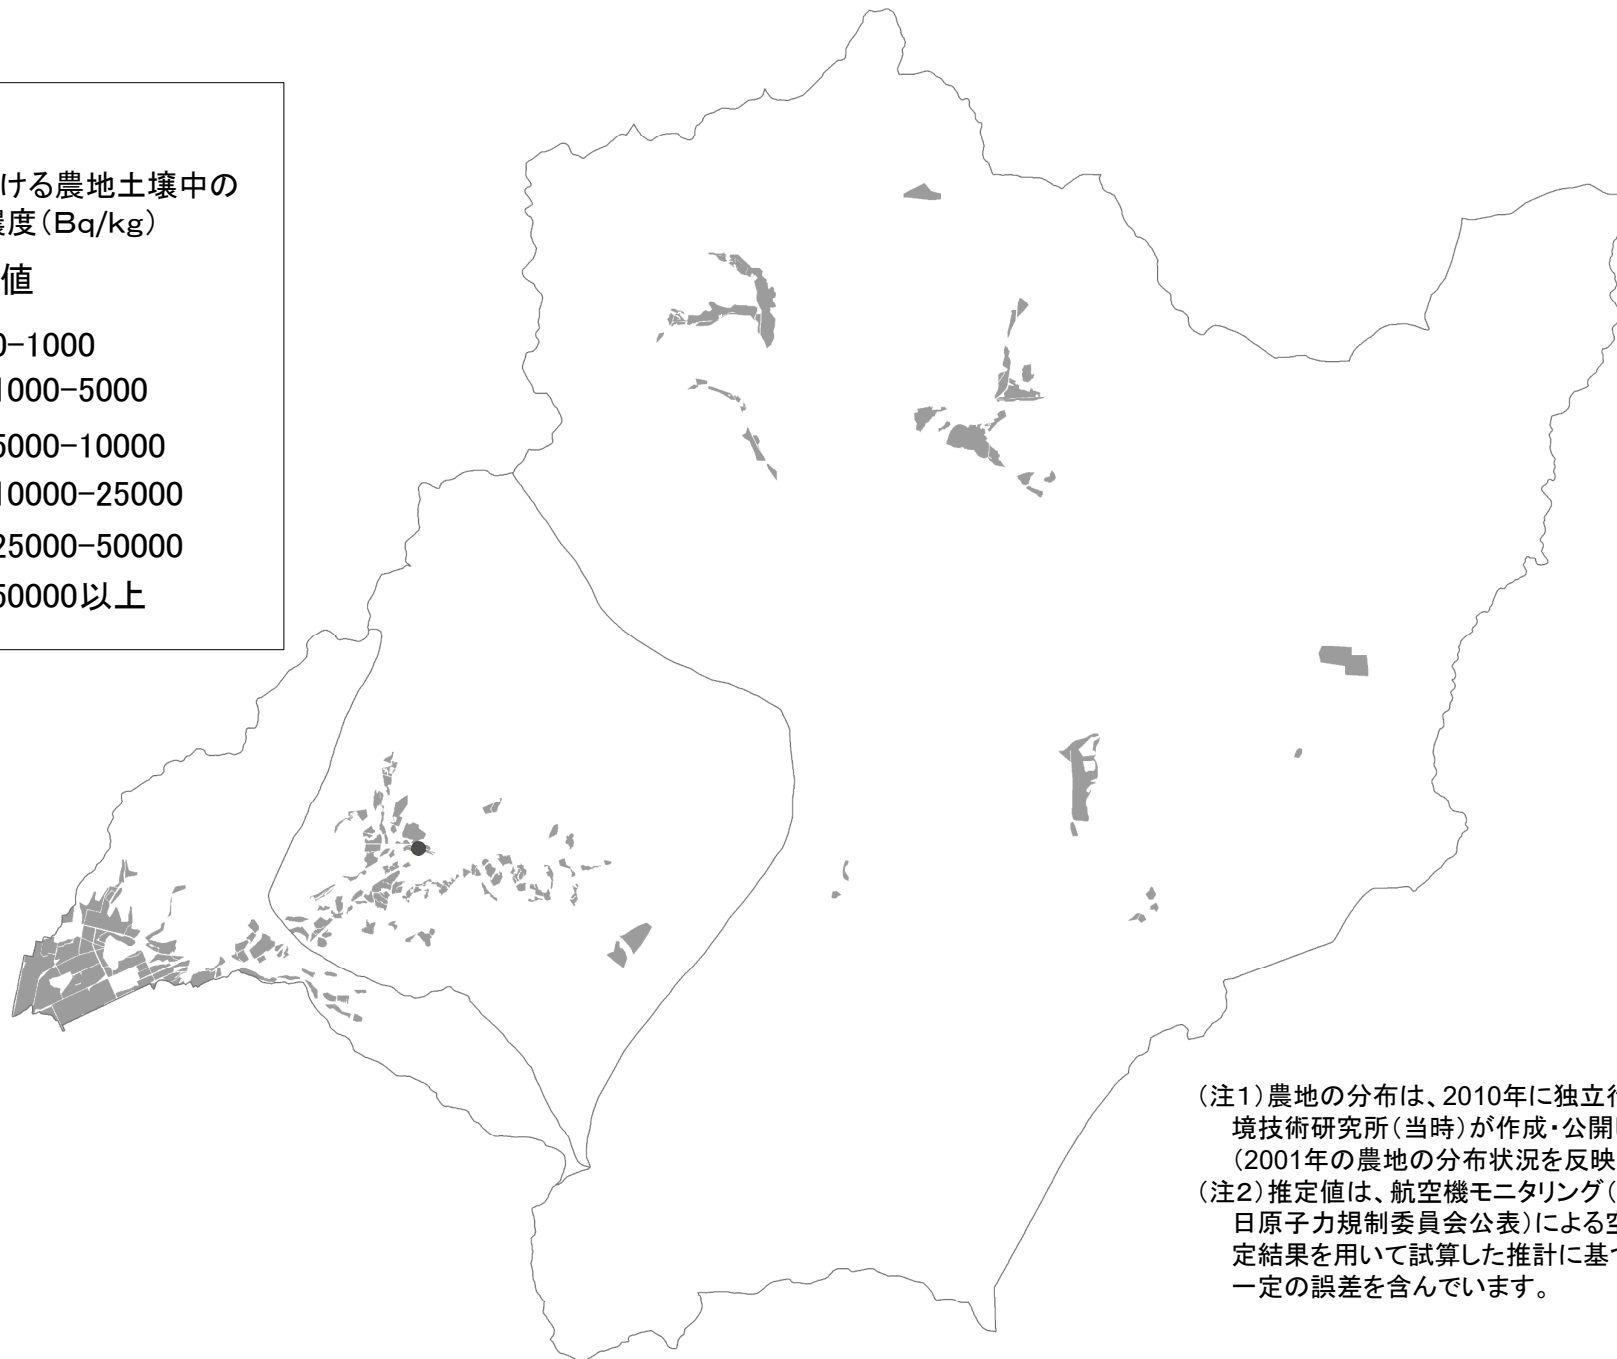 ける農地土壌中の
濃度（Bq/kg）
値
0-1000
1000-5000
5000-10000
10000-25000
25000-50000
50000以上
（注１）農地の分布は、2010年に独立行
境技術研究所（当時）が作成・公開
（2001年の農地の分布状況を反映
（注２）推定値は、航空機モニタリング（
日原子力規制委員会公表）による空
定結果を用いて試算した推計に基づ
一定の誤差を含んでいます。